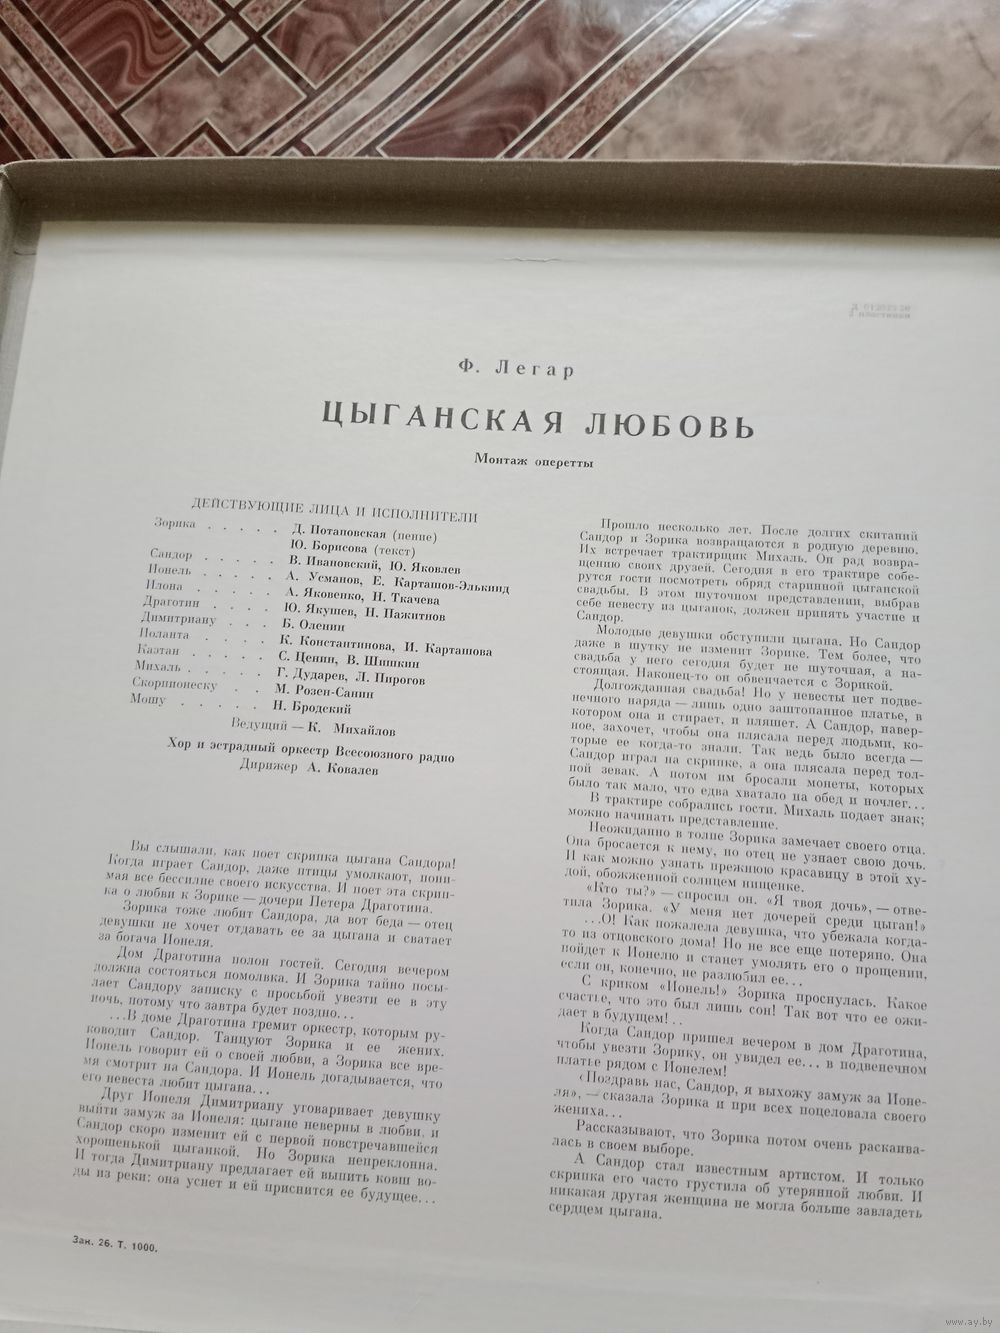 2 пластинки
Ф. Легар
ЦЫГАНСКАЯ ЛЮБОВЬ
Монтаж оперетты
ДЕЙСТВУЮЩИЕ ЛИЦА И ИСПОЛНИТЕЛИ
Зорика . . . . . Д. Потаповская (пение)
Ю. Борисова (текст)
Сандор . . . . . В. Ивановский, Ю. Яковлев
Ионель . . . . . А. Усманов, Е. Карташов-Элькинд
Илона . . . . . А. Яковенко, Н. Ткачева
Драготин . . . . Ю. Якушев, Н. Пажитнов
Димитриану . . . Б. Оленин
Иоланта . . . . К. Константинова, И. Карташова
Каэтан . . . . . С. Ценин, В. Шишкин
Михаль . . . . . Г. Дударев, Л. Пирогов
Скорпионеску . . М. Розен-Санин
Мошу . . . . . Н. Бродский
Ведущий — К. Михайлов
Хор и эстрадный оркестр Всесоюзного радио
Дирижер А. Ковалев
Вы слышали, как поет скрипка цыгана Сандора!
Когда играет Сандор, даже птицы умолкают, пони-
мая все бессилие своего искусства. И поет эта скрип-
ка о любви к Зорике — дочери Петера Драготина.
Зорика тоже любит Сандора, да вот беда — отец
девушки не хочет отдавать ее за цыгана и сватает
за богача Ионеля.
Дом Драготина полон гостей. Сегодня вечером
должна состояться помолвка. И Зорика тайно посы-
лает Сандору записку с просьбой увезти ее в эту
ночь, потому что завтра будет поздно...
...В доме Драготина гремит оркестр, которым ру-
ководит Сандор. Танцуют Зорика и ее жених.
Ионель говорит ей о своей любви, а Зорика все вре-
мя смотрит на Сандора. И Ионель догадывается, что
его невеста любит цыгана...
Друг Ионеля Димитриану уговаривает девушку
выйти замуж за Ионеля: цыгане неверны в любви, и
Сандор скоро изменит ей с первой повстречавшейся
хорошенькой цыганкой. Но Зорика непреклонна.
И тогда Димитриану предлагает ей выпить ковш во-
ды из реки: она уснет и ей приснится ее будущее...
Зак. 26. Т. 1000.
Прошло несколько лет. После долгих скитаний
Сандор и Зорика возвращаются в родную деревню.
Их встречает трактирщик Михаль. Он рад возвра-
щению своих друзей. Сегодня в его трактире собе-
рутся гости посмотреть обряд старинной цыганской
свадьбы. В этом шуточном представлении, выбрав
себе невесту из цыганок, должен принять участие и
Сандор.
Молодые девушки обступили цыгана. Но Сандор
даже в шутку не изменит Зорике. Тем более, что
свадьба у него сегодня будет не шуточная, а на-
стоящая. Наконец-то он обвенчается с Зорикой.
Долгожданная свадьба! Но у невесты нет подве-
нечного наряда — лишь одно заштопанное платье, в
котором она и стирает, и пляшет. А Сандор, навер-
ное, захочет, чтобы она плясала перед людьми, ко-
торые ее когда-то знали. Так ведь было всегда —
Сандор играл на скрипке, а она плясала перед тол-
пой зевак. А потом им бросали монеты, которых
было так мало, что едва хватало на обед и ночлег...
В трактире собрались гости. Михаль подает знак;
можно начинать представление.
Неожиданно в толпе Зорика замечает своего отца.
Она бросается к нему, но отец не узнает свою дочь.
И как можно узнать прежнюю красавицу в этой ху-
дой, обожженной солнцем нищенке.
«Кто ты?» — спросил он. «Я твоя дочь», — отве-
тила Зорика. «У меня нет дочерей среди цыган!»
...О! Как пожалела девушка, что убежала когда-
то из отцовского дома! Но не все еще потеряно. Она
пойдет к Ионелю и станет умолять его о прощении,
если он, конечно, не разлюбил ее...
С криком «Ионель!» Зорика проснулась. Какое
счастье, что это был лишь сон! Так вот что ее ожи-
дает в будущем! ..
Когда Сандор пришел вечером в дом Драготина,
чтобы увезти Зорику, он увидел ее... в подвенечном
платье рядом с Ионелем!
«Поздравь нас, Сандор, я выхожу замуж за Ионе-
ля», — сказала Зорика и при всех поцеловала своего
жениха...
Рассказывают, что Зорика потом очень раскаива-
лась в своем выборе.
А Сандор стал известным артистом. И только
скрипка его часто грустила об утерянной любви. И
никакая другая женщина не могла больше завладеть
сердцем цыгана.
www.ay.by